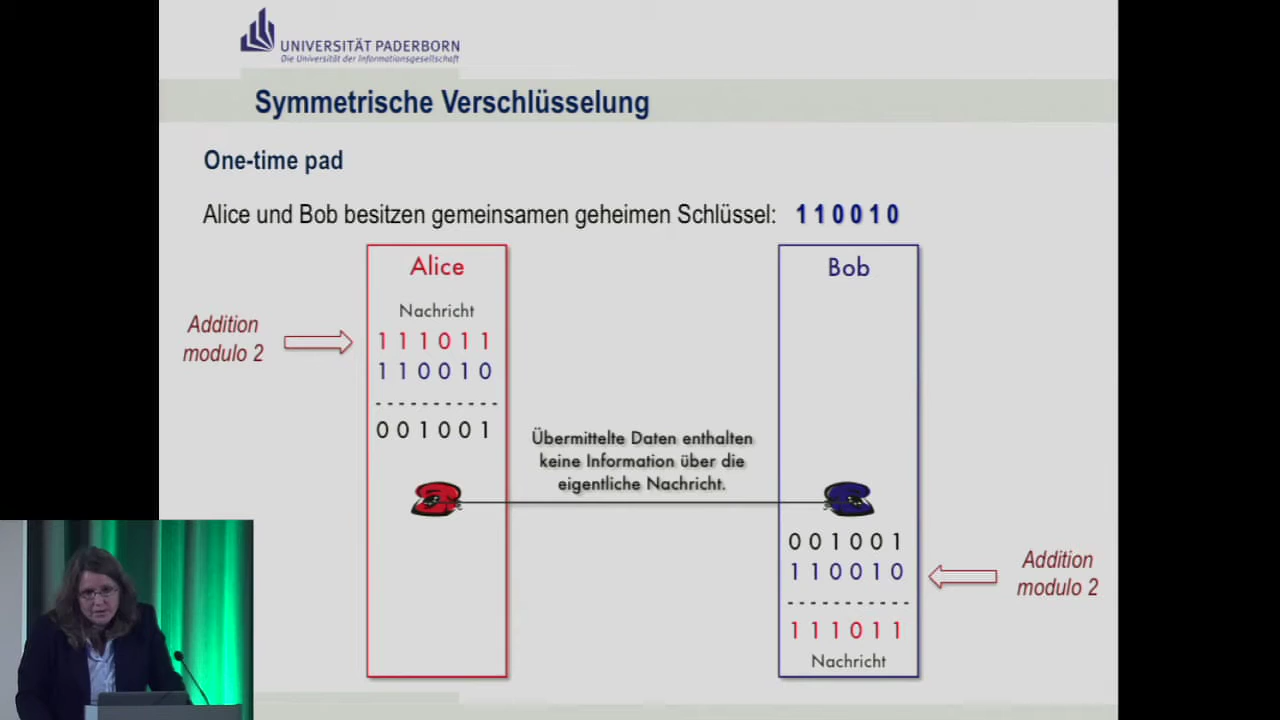 UNIVERSITÄT PADERBORN
Die Universität der Informationsgesellschaft
Symmetrische Verschlüsselung
One-time pad
Alice und Bob besitzen gemeinsamen geheimen Schlüssel: 1 1 0 0 1 0
Alice
Nachricht
Addition
modulo 2
1 1 1 0 1 1
1 1 0 0 1 0
- - - - - - - - - - - -
0 0 1 0 0 1
Übermittelte Daten enthalten
keine Information über die
eigentliche Nachricht.
Bob
0 0 1 0 0 1
1 1 0 0 1 0
- - - - - - - - - - - -
1 1 1 0 1 1
Nachricht
Addition
modulo 2